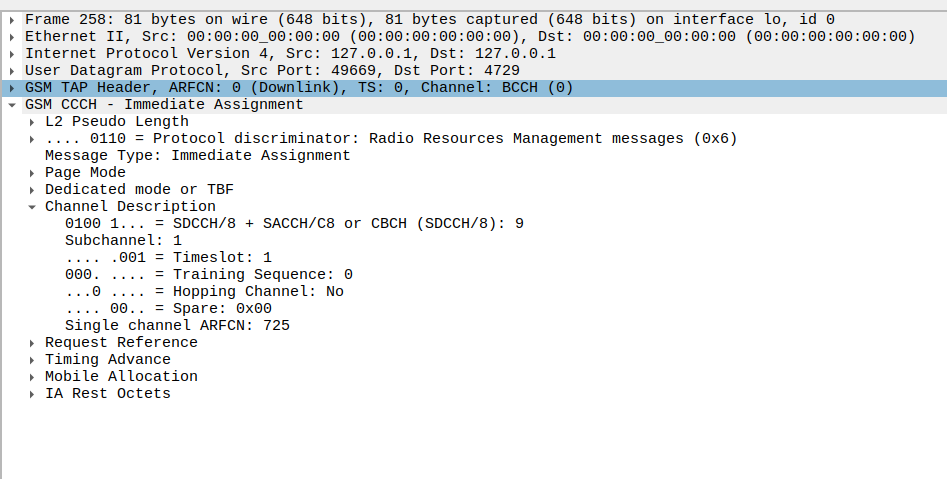 Frame 258: 81 bytes on wire (648 bits), 81 bytes captured (648 bits) on interface lo, id 0
Ethernet II, Src: 00:00:00_00:00:00 (00:00:00:00:00:00), Dst: 00:00:00_00:00:00 (00:00:00:00:00:00)
Internet Protocol Version 4, Src: 127.0.0.1, Dst: 127.0.0.1
User Datagram Protocol, Src Port: 49669, Dst Port: 4729
GSM TAP Header, ARFCN: 0 (Downlink), TS: 0, Channel: BCCH (0)
GSM CCCH - Immediate Assignment
L2 Pseudo Length
.... 0110 = Protocol discriminator: Radio Resources Management messages (0x6)
Message Type: Immediate Assignment
Page Mode
Dedicated mode or TBF
Channel Description
0100 1... = SDCCH/8 + SACCH/C8 or CBCH (SDCCH/8): 9
Subchannel: 1
.... .001 = Timeslot: 1
000. .... = Training Sequence: 0
...0 .... = Hopping Channel: No
.... 00.. = Spare: 0x00
Single channel ARFCN: 725
Request Reference
Timing Advance
Mobile Allocation
IA Rest Octets